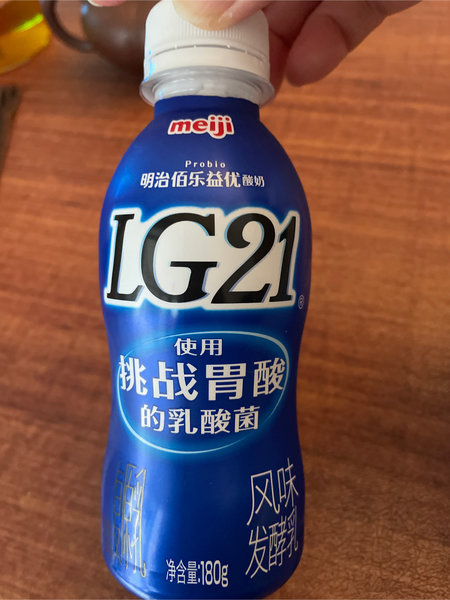 meiji
Probio
明治佰乐益优酸奶
LG21
®
使用
挑战胃酸
的乳酸菌
风味
发酵乳
净含量:180g